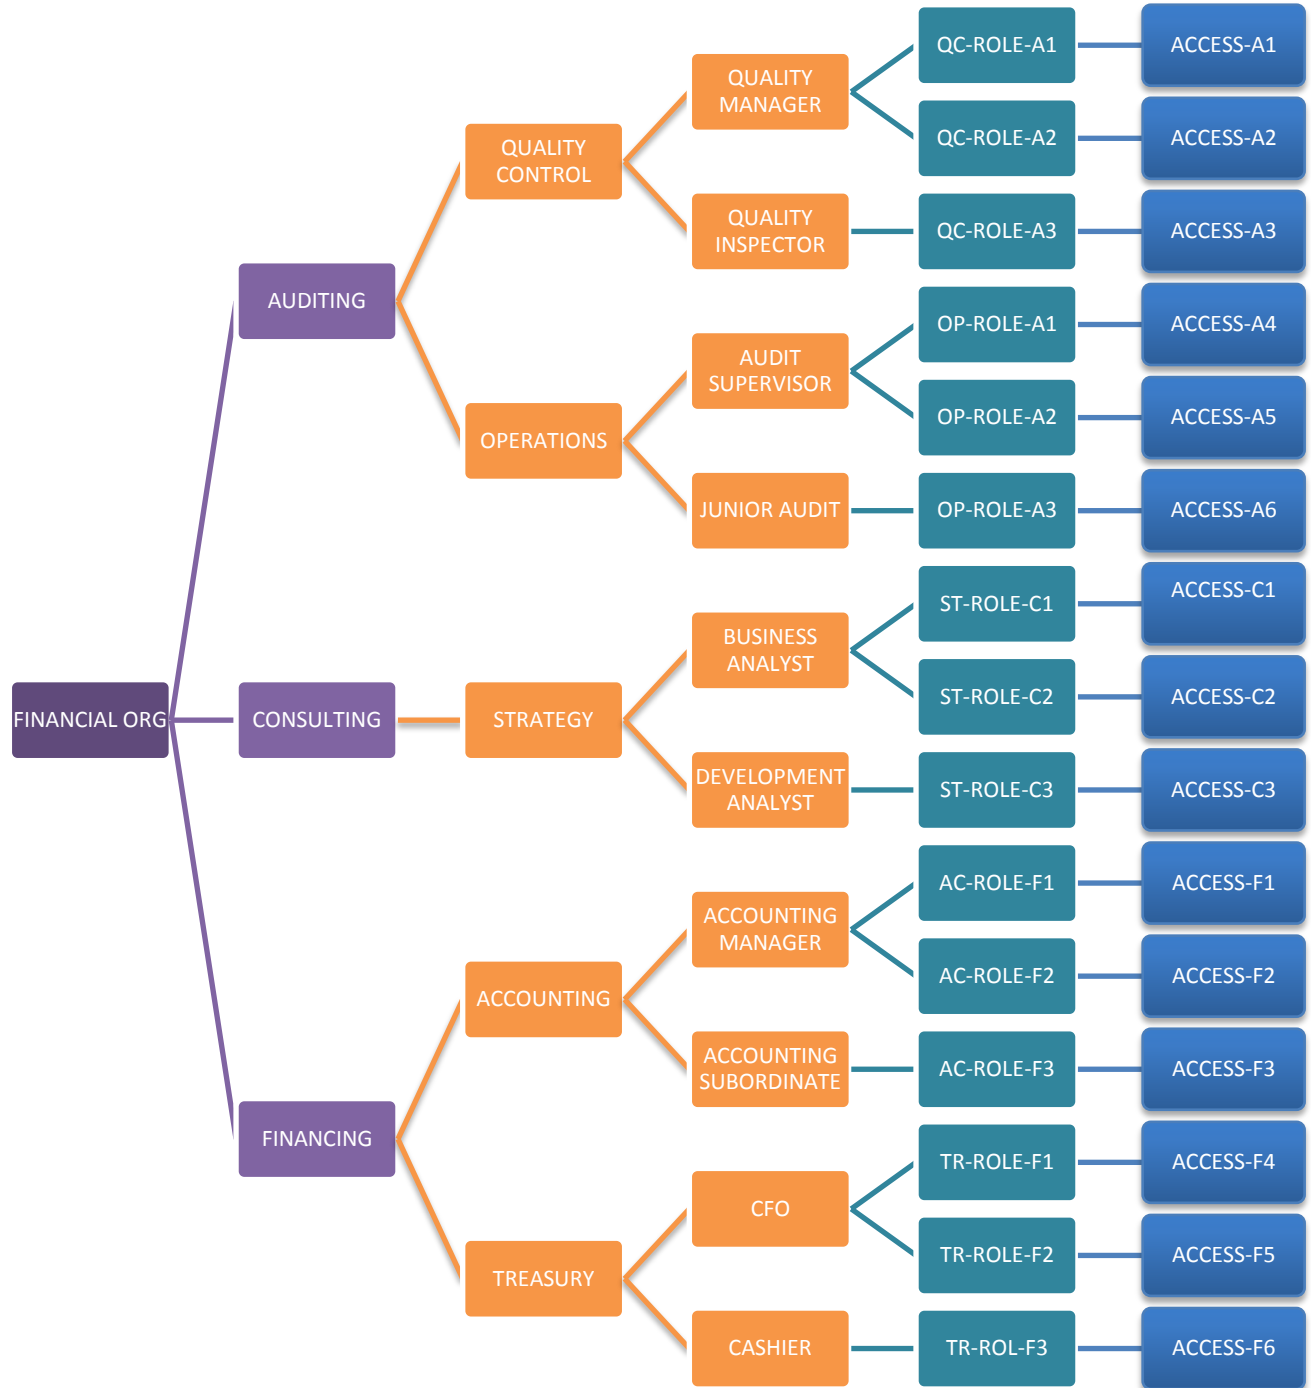 FINANCIAL ORG
AUDITING
QUALITY
CONTROL
QUALITY
MANAGER
QC-ROLE-A1
ACCESS-A1
QC-ROLE-A2
ACCESS-A2
QUALITY
INSPECTOR
QC-ROLE-A3
ACCESS-A3
OPERATIONS
AUDIT
SUPERVISOR
OP-ROLE-A1
ACCESS-A4
OP-ROLE-A2
ACCESS-A5
JUNIOR AUDIT
OP-ROLE-A3
ACCESS-A6
CONSULTING
STRATEGY
BUSINESS
ANALYST
ST-ROLE-C1
ACCESS-C1
ST-ROLE-C2
ACCESS-C2
DEVELOPMENT
ANALYST
ST-ROLE-C3
ACCESS-C3
FINANCING
ACCOUNTING
ACCOUNTING
MANAGER
AC-ROLE-F1
ACCESS-F1
AC-ROLE-F2
ACCESS-F2
ACCOUNTING
SUBORDINATE
AC-ROLE-F3
ACCESS-F3
TREASURY
CFO
TR-ROLE-F1
ACCESS-F4
TR-ROLE-F2
ACCESS-F5
CASHIER
TR-ROL-F3
ACCESS-F6